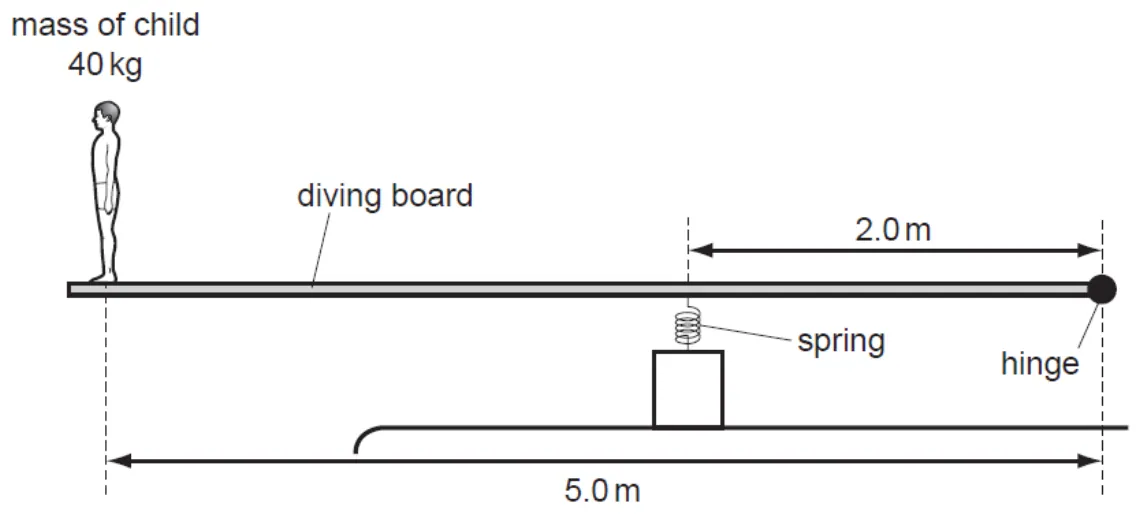 mass of child
40 kg
diving board
2.0 m
spring
hinge
5.0 m